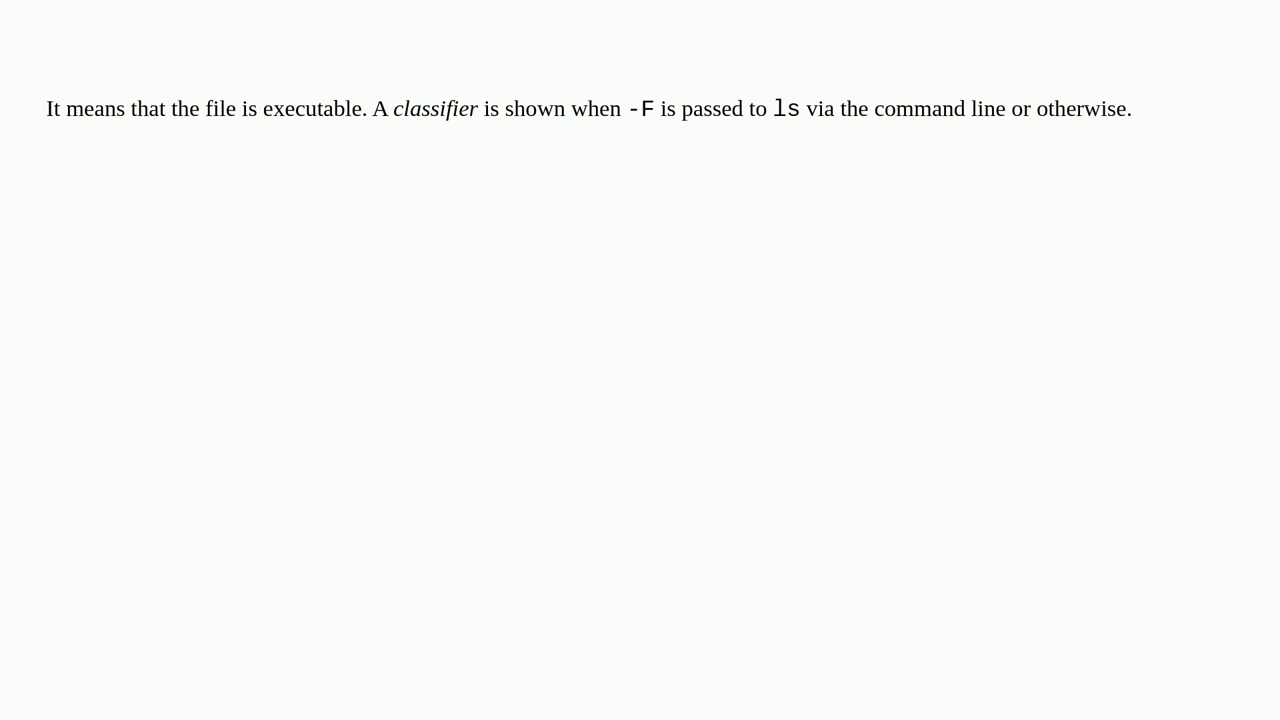 It means that the file is executable. A classifier is shown when -F is passed to ls via the command line or otherwise.